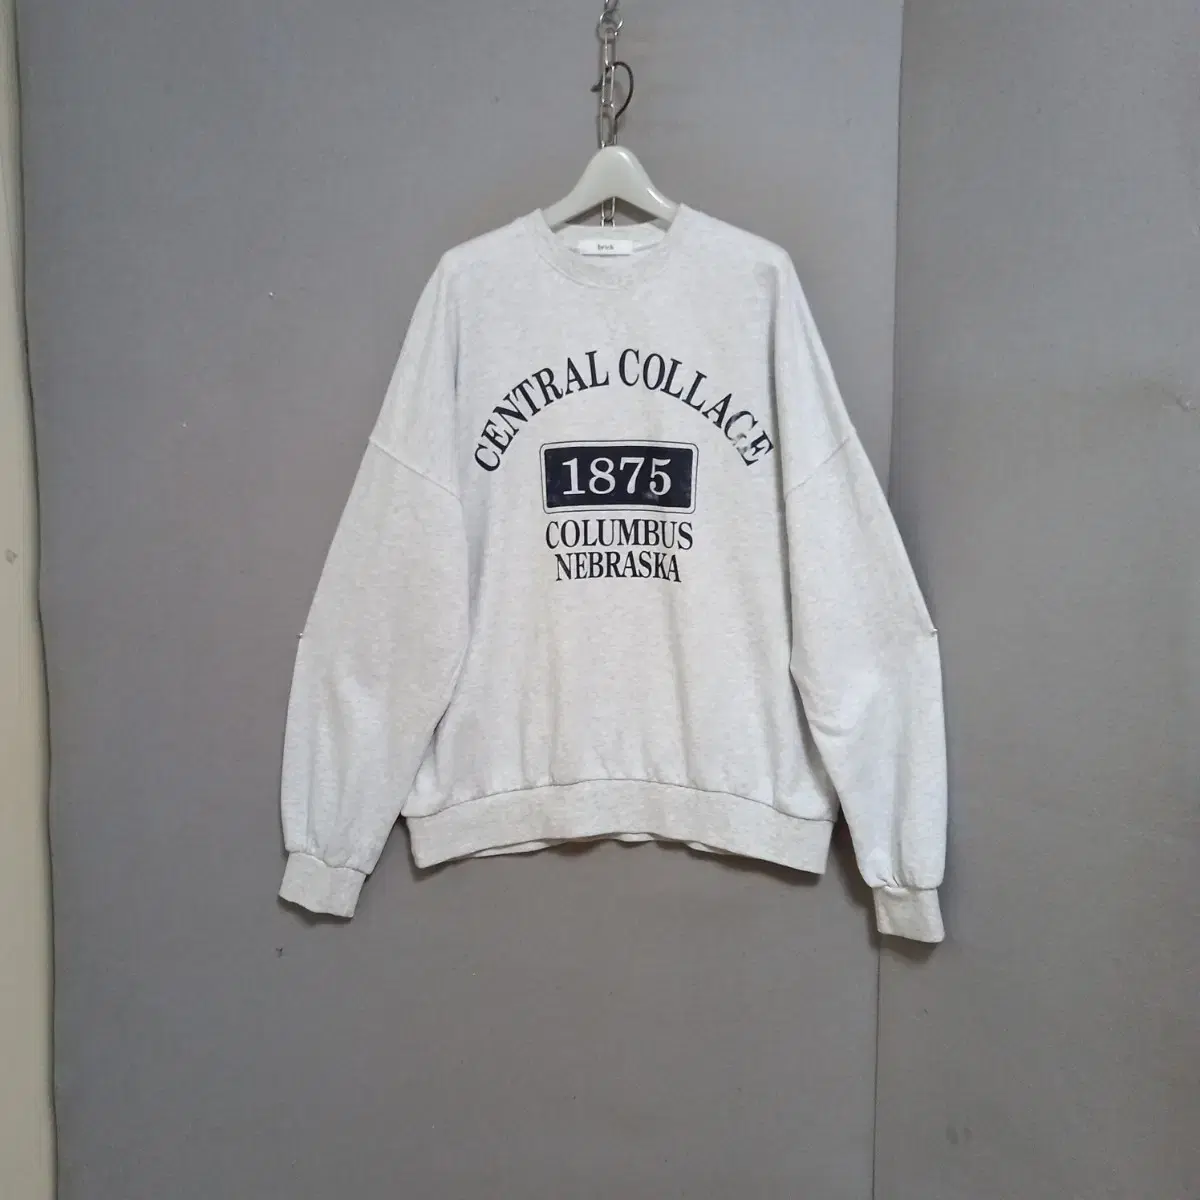 CENTRAL COLLAGE
1875
COLUMBUS
NEBRASKA